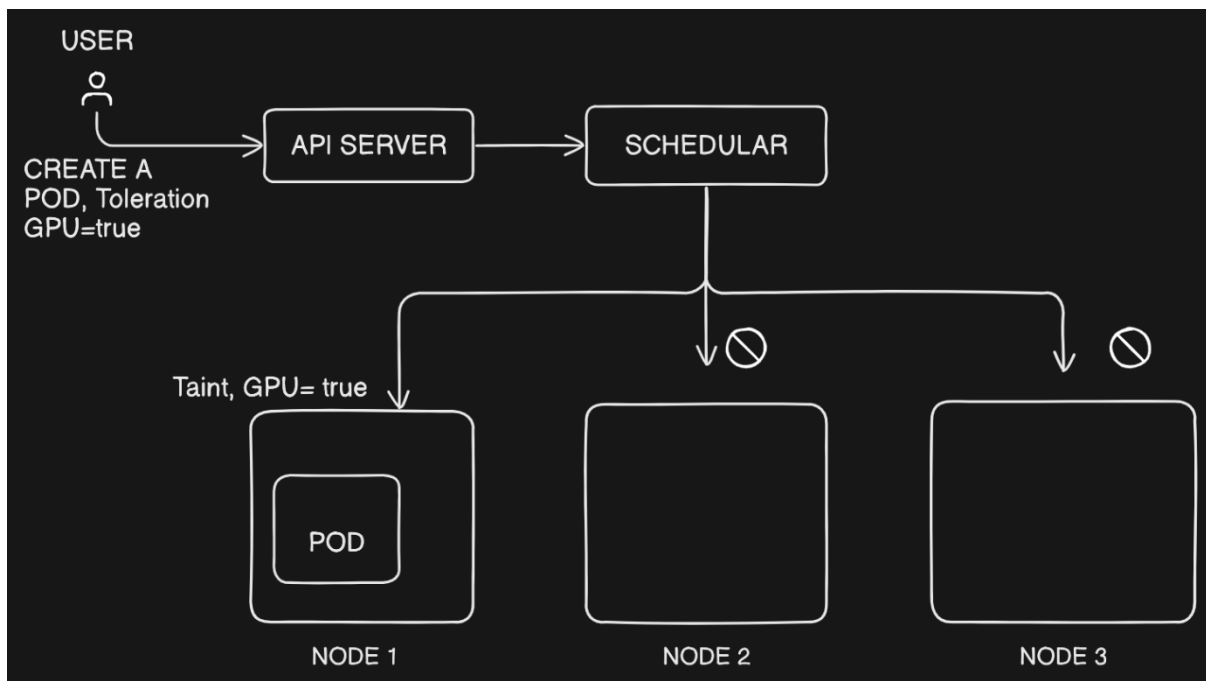 USER
API SERVER
SCHEDULAR
CREATE A
POD, Toleration
GPU=true
Taint, GPU= true
POD
NODE 1
NODE 2
NODE 3